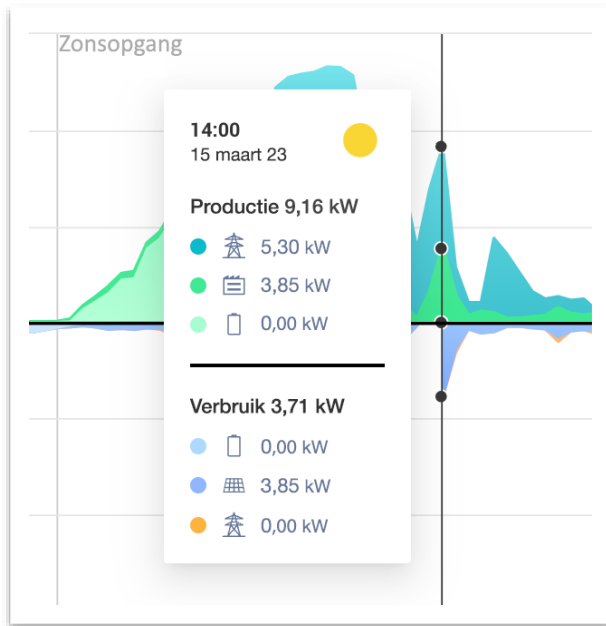 Zonsopgang
14:00
15 maart 23
Productie 9,16 kW
5,30 kW
3,85 kW
0,00 kW
Verbruik 3,71 kW
0,00 kW
3,85 kW
0,00 kW